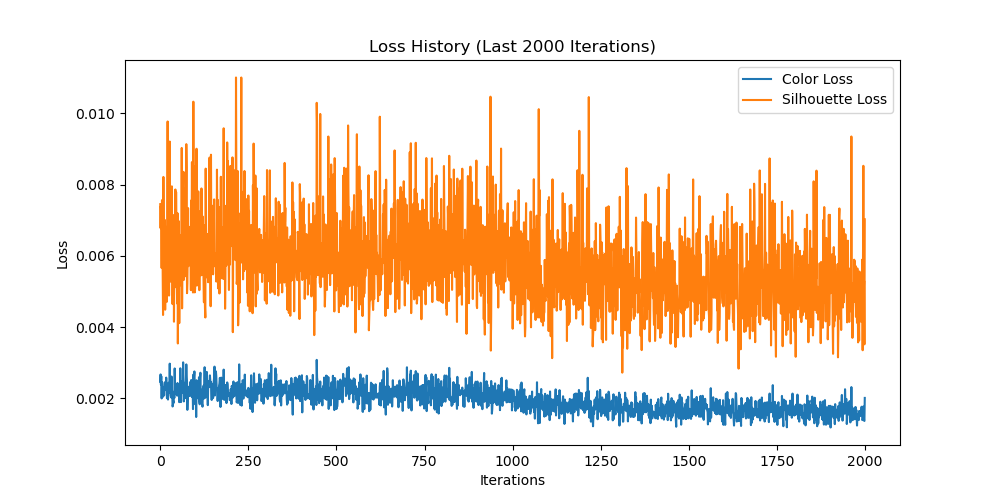 Loss History (Last 2000 Iterations)
Color Loss
Silhouette Loss
0.010
0.008
0.006
0.004
0.002
Loss
0 250 500 750 1000 1250 1500 1750 2000
Iterations